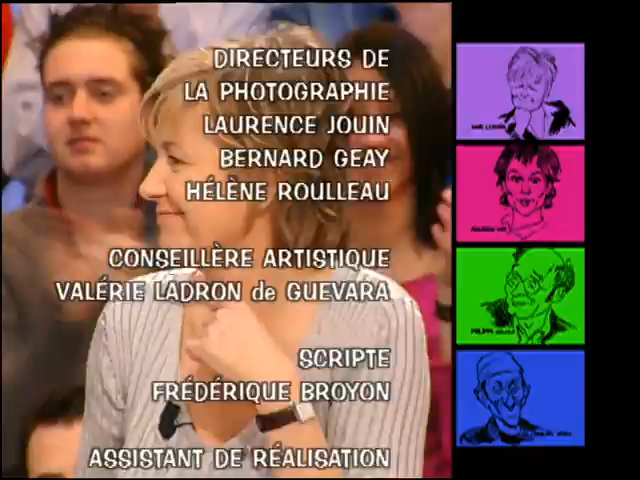 DIRECTEURS DE
LA PHOTOGRAPHIE
LAURENCE JOUIN
BERNARD GEAY
HÉLÈNE ROULLEAU
CONSEILLÈRE ARTISTIQUE
VALÉRIE LADRON de GUEVARA
SCRIPTE
FRÉDÉRIQUE BROYON
ASSISTANT DE RÉALISATION